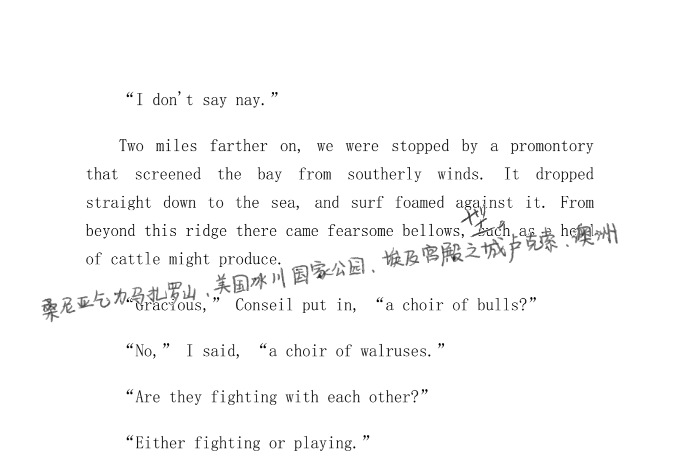 “I don't say nay.”
Two miles farther on, we were stopped by a promontory
that screened the bay from southerly winds. It dropped
straight down to the sea, and surf foamed against it. From
beyond this ridge there came fearsome bellows, such as a herd
of cattle might produce.
桑尼亚乞力马扎罗山、美国冰川国家公园、埃及宫殿之城卢克索、澳洲
“Gracious,” Conseil put in, “a choir of bulls?”
“No,” I said, “a choir of walruses.”
“Are they fighting with each other?”
“Either fighting or playing.”